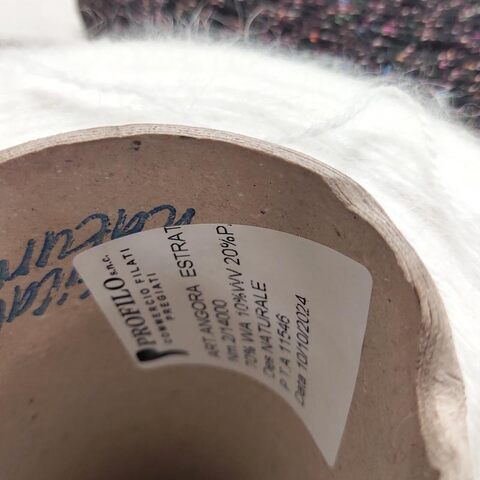 PROFILO s.n.c.
COMMERCIO FILATI
PREGIATI
ART.ANGORA ESTRAT
Nm 2/14000
70% WA 10%WV 20%P
Des NATURALE
P.T.A 11546
Data: 10/10/2024